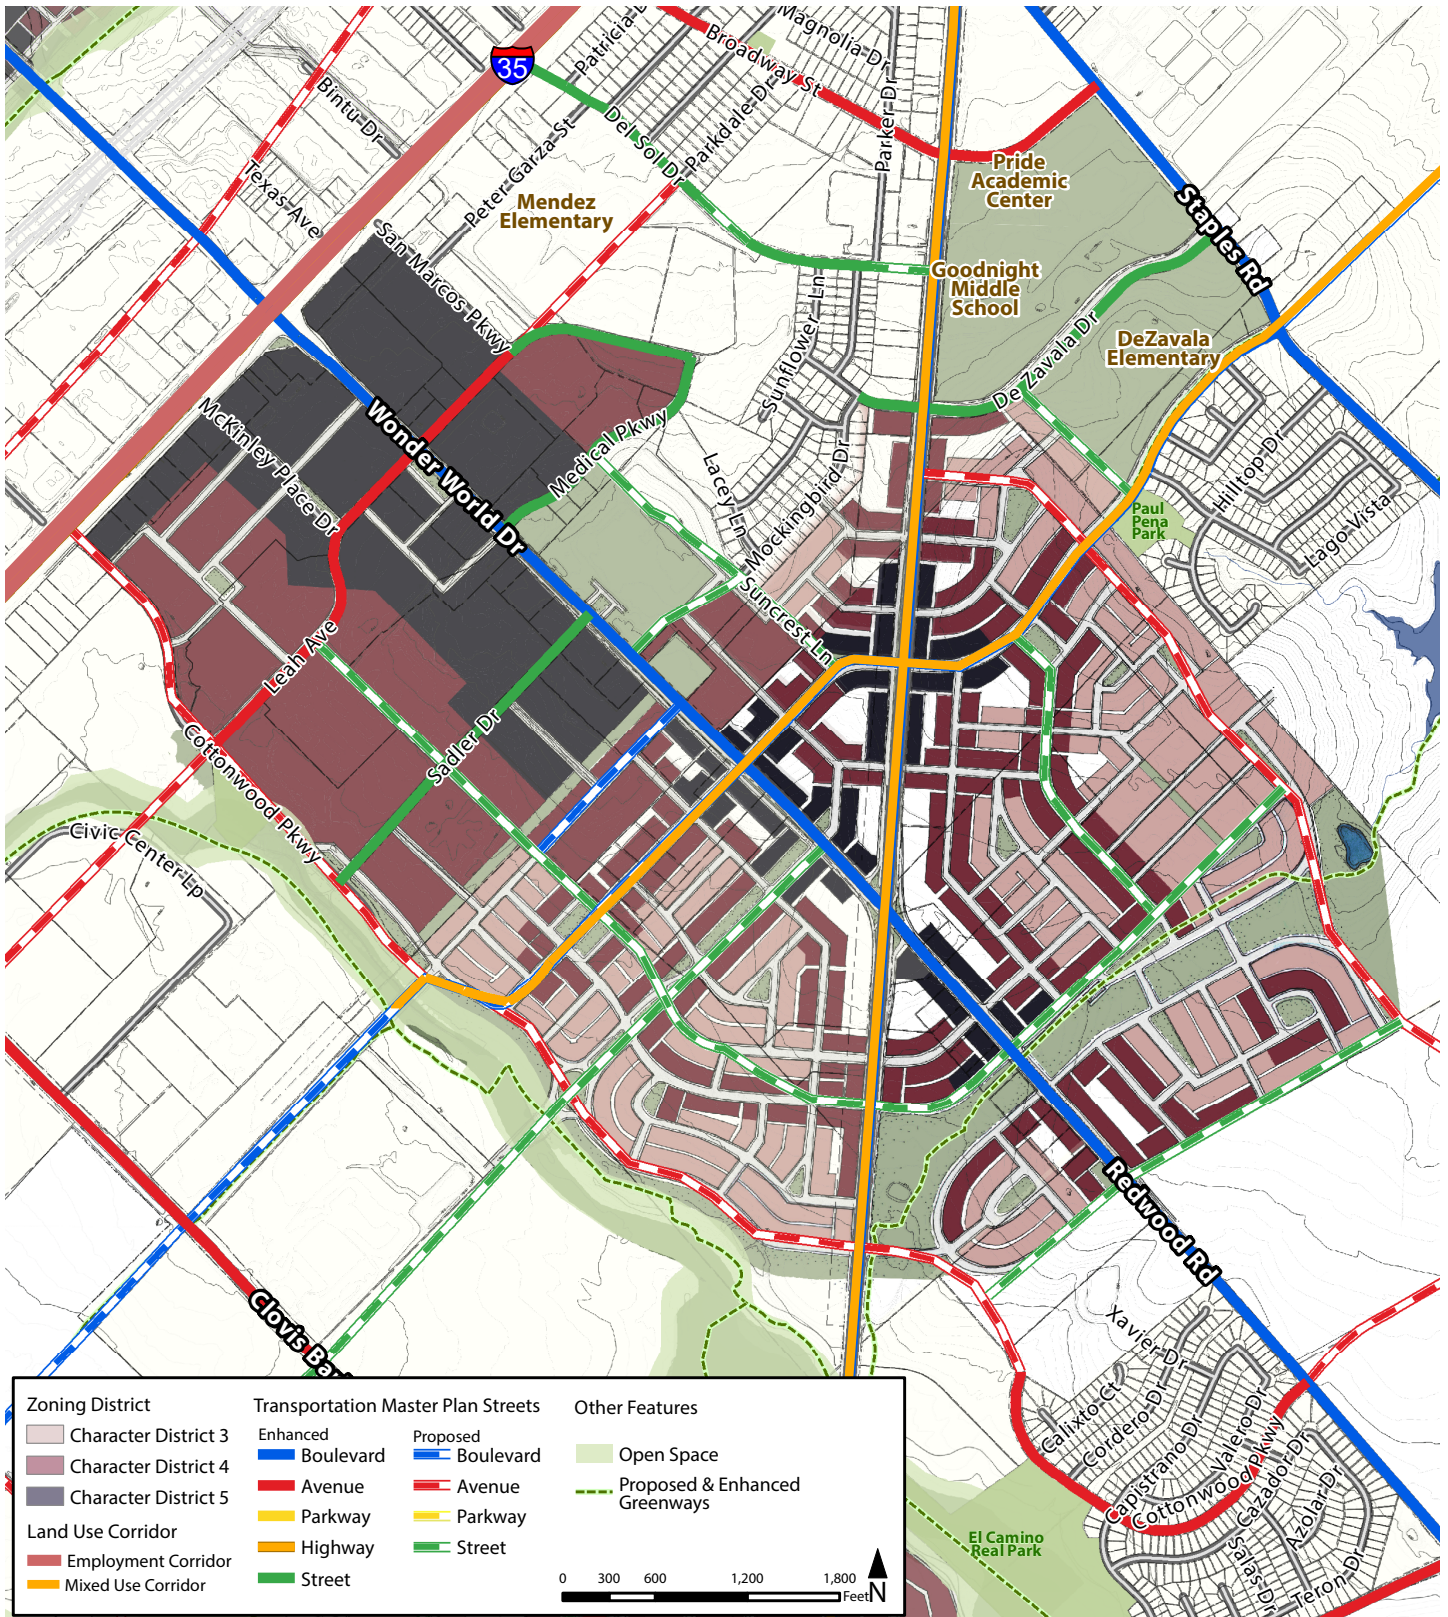 35
Patricia
Magnolia Dr
Broadway St
Bintu Dr
Del Sol Dr
Parkdale Dr
Parker Dr
Peter Garza St
Texas Ave
Mendez
Elementary
Pride
Academic
Center
Staples Rd
San Marcos Pkwy
Goodnight
Middle
School
Sunflower Ln
De Zavala Dr
DeZavala
Elementary
McKinley Place Dr
Wonder World Dr
Medical Pkwy
Lacey Ln
Mockingbird Dr
Hilltop Dr
Lago Vista
Paul
Pena
Park
Suncrest Ln
Leah Ave
Sadler Dr
Cottonwood Pkwy
Civic Center Lp
Redwood Rd
Clovis Bar
Xavier Dr
Calixto Ct
Cordero Dr
Capistrano Dr
Valero Dr
Cottonwood Pkwy
Cazador Dr
Azolar Dr
Salas Dr
Teron Dr
El Camino
Real Park
Zoning District
Character District 3
Character District 4
Character District 5
Land Use Corridor
Employment Corridor
Mixed Use Corridor
Transportation Master Plan Streets
Enhanced
Boulevard
Avenue
Parkway
Highway
Street
Proposed
Boulevard
Avenue
Parkway
Street
Other Features
Open Space
Proposed & Enhanced
Greenways
0 300 600 1,200 1,800
Feet
N